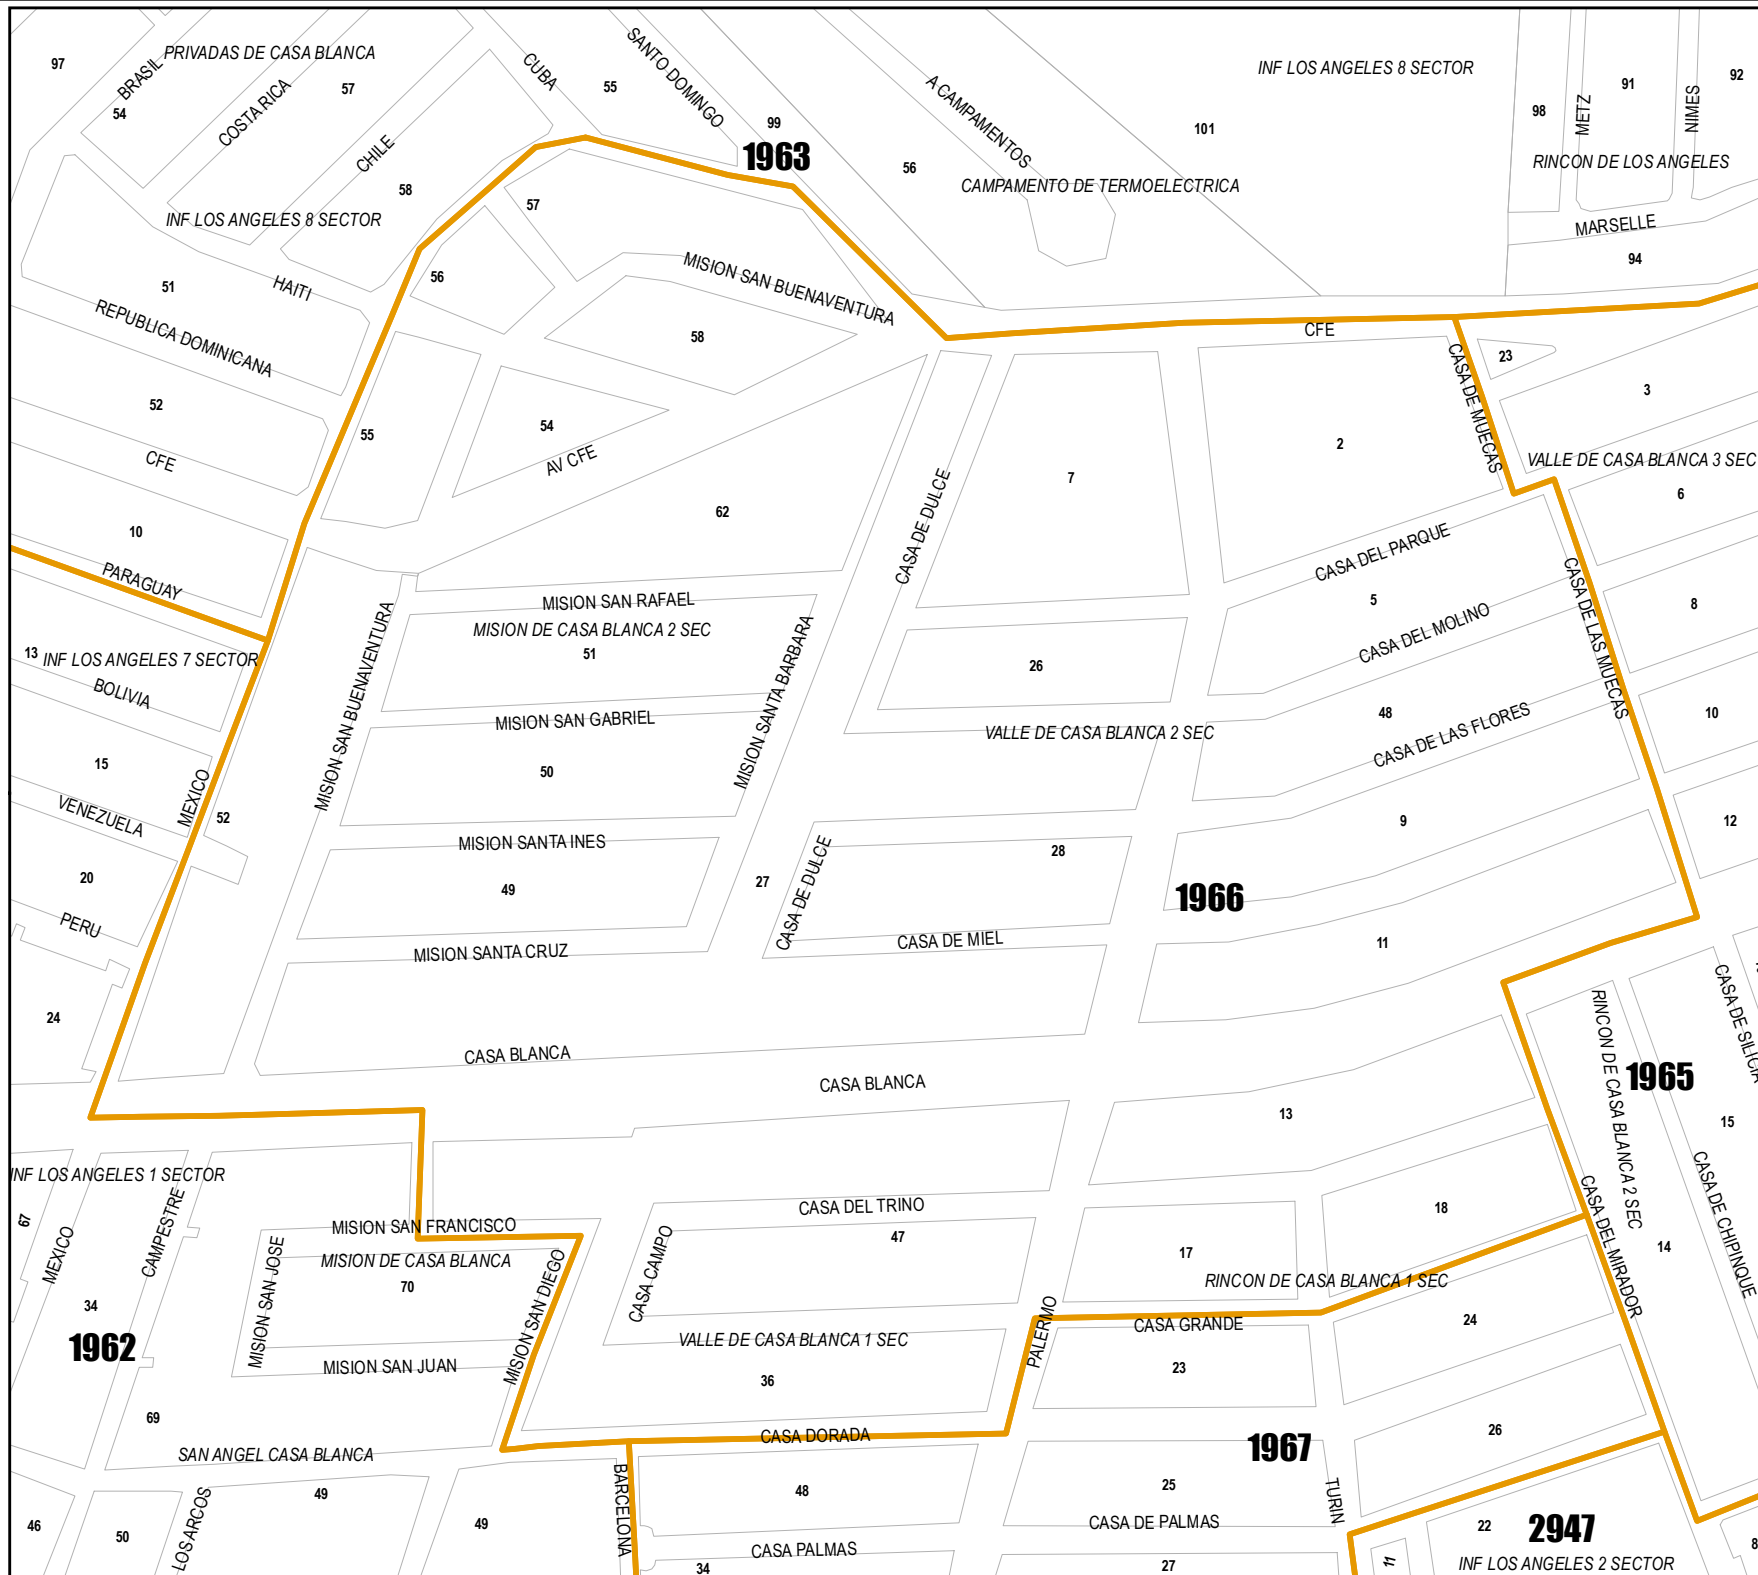 97
BRASIL
PRIVADAS DE CASA BLANCA
54
COSTA RICA
57
CHILE
58
INF LOS ANGELES 8 SECTOR
CUBA
55
SANTO DOMINGO
99
1963
56
A CAMPAMENTOS
CAMPAMENTO DE TERMOELECTRICA
101
INF LOS ANGELES 8 SECTOR
98
METZ
91
NIMES
92
RINCON DE LOS ANGELES
MARSELLE
94
57
56
MISION SAN BUENAVENTURA
58
51
HAITI
REPUBLICA DOMINICANA
52
CFE
10
PARAGUAY
55
54
AV CFE
62
CFE
CASA DE MUECAS
23
3
VALLE DE CASA BLANCA 3 SEC
6
2
7
CASA DE DULCE
CASA DEL PARQUE
5
CASA DEL MOLINO
CASA DE LAS MUECAS
8
10
12
13
INF LOS ANGELES 7 SECTOR
BOLIVIA
15
VENEZUELA
MEXICO
52
20
PERU
24
MISION SAN BUENAVENTURA
MISION SAN RAFAEL
MISION DE CASA BLANCA 2 SEC
51
MISION SAN GABRIEL
50
MISION SANTA BARBARA
MISION SANTA INES
49
MISION SANTA CRUZ
26
VALLE DE CASA BLANCA 2 SEC
48
CASA DE LAS FLORES
9
28
27
CASA DE DULCE
CASA DE MIEL
1966
11
CASA BLANCA
CASA BLANCA
13
RINCON DE CASA BLANCA 2 SEC
1965
CASA DE SILICIA
15
CASA DE CHIPINQUE
14
INF LOS ANGELES 1 SECTOR
67
MEXICO
CAMPESTRE
34
1962
MISION SAN JOSE
MISION SAN FRANCISCO
MISION DE CASA BLANCA
70
MISION SAN JUAN
MISION SAN DIEGO
69
SAN ANGEL CASA BLANCA
CASA DEL TRINO
47
CASA CAMPO
VALLE DE CASA BLANCA 1 SEC
36
CASA DORADA
PALERMO
17
18
RINCON DE CASA BLANCA 1 SEC
CASA GRANDE
23
24
CASA DEL MIRADOR
26
1967
46
50
LOS ARCOS
49
49
BARCELONA
48
CASA PALMAS
34
25
CASA DE PALMAS
27
TURIN
11
22
2947
INF LOS ANGELES 2 SECTOR
8